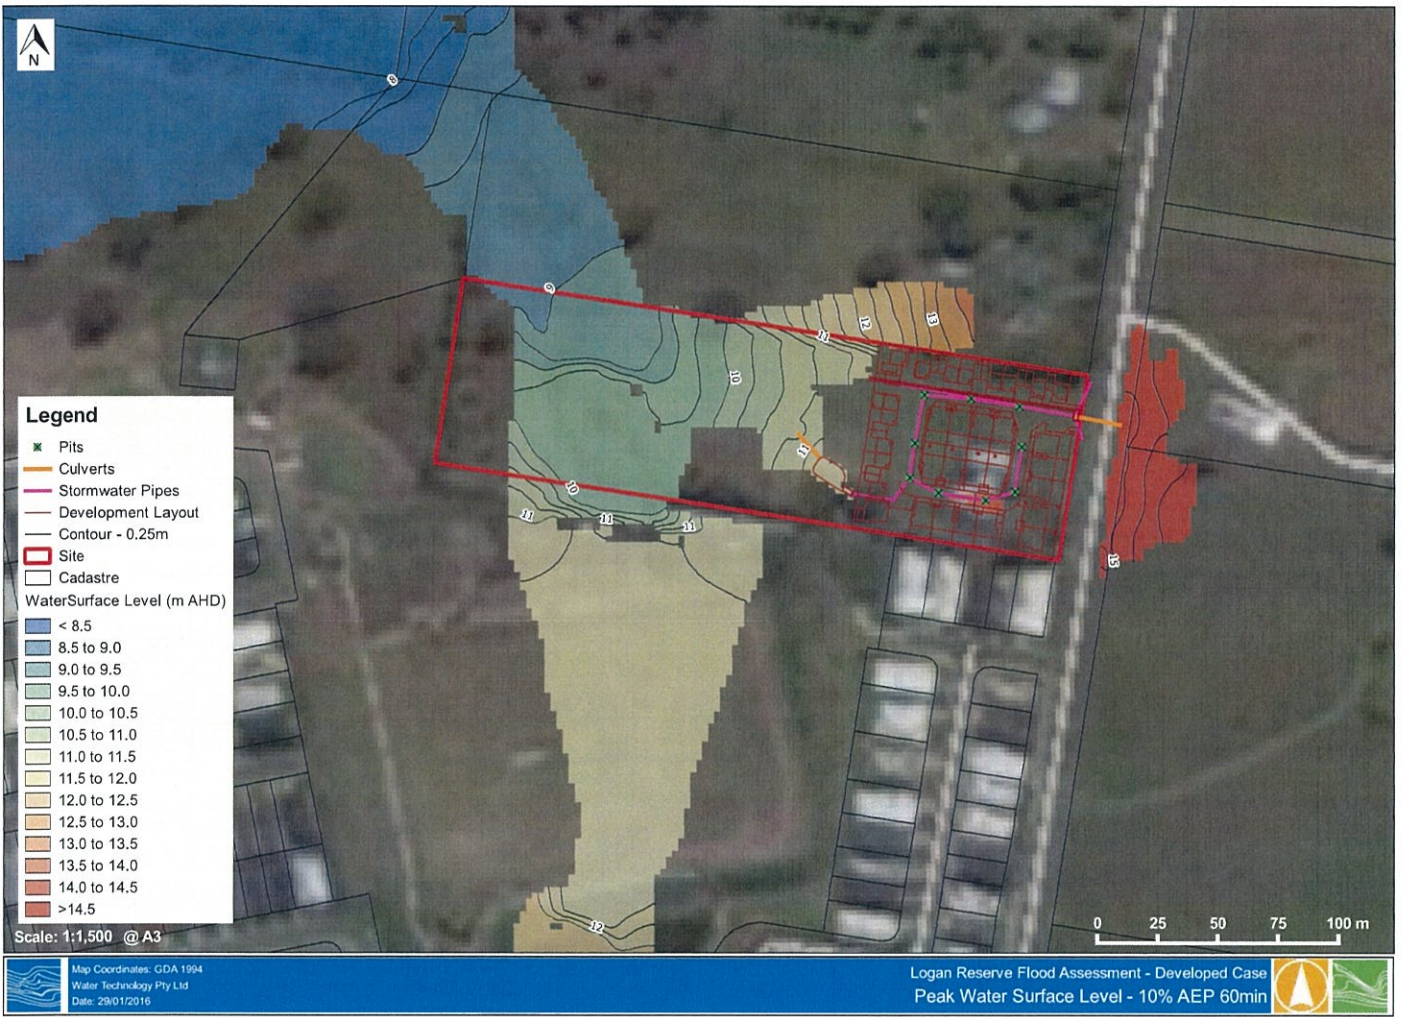 N
8
9
12
13
11
10
11
10
11
11
11
15
12
Legend
Pits
Culverts
Stormwater Pipes
Development Layout
Contour - 0.25m
Site
Cadastre
WaterSurface Level (m AHD)
< 8.5
8.5 to 9.0
9.0 to 9.5
9.5 to 10.0
10.0 to 10.5
10.5 to 11.0
11.0 to 11.5
11.5 to 12.0
12.0 to 12.5
12.5 to 13.0
13.0 to 13.5
13.5 to 14.0
14.0 to 14.5
>14.5
Scale: 1:1,500 @ A3
0 25 50 75 100 m
Map Coordinates: GDA 1994
Water Technology Pty Ltd
Date: 29/01/2016
Logan Reserve Flood Assessment - Developed Case
Peak Water Surface Level - 10% AEP 60min